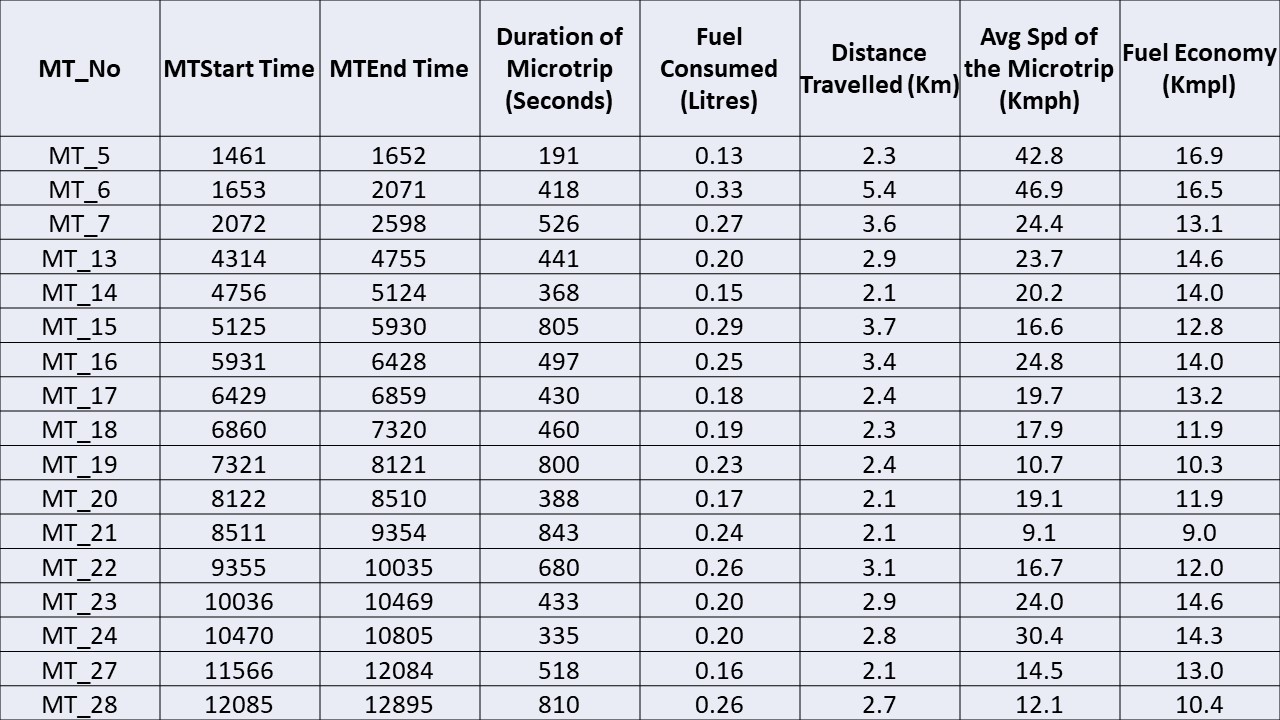 MT_No MTStart Time MTEnd Time Duration of Microtrip (Seconds) Fuel Consumed (Litres) Distance Travelled (Km) Avg Spd of the Microtrip (Kmph) Fuel Economy (Kmpl)
MT_5 1461 1652 191 0.13 2.3 42.8 16.9
MT_6 1653 2071 418 0.33 5.4 46.9 16.5
MT_7 2072 2598 526 0.27 3.6 24.4 13.1
MT_13 4314 4755 441 0.20 2.9 23.7 14.6
MT_14 4756 5124 368 0.15 2.1 20.2 14.0
MT_15 5125 5930 805 0.29 3.7 16.6 12.8
MT_16 5931 6428 497 0.25 3.4 24.8 14.0
MT_17 6429 6859 430 0.18 2.4 19.7 13.2
MT_18 6860 7320 460 0.19 2.3 17.9 11.9
MT_19 7321 8121 800 0.23 2.4 10.7 10.3
MT_20 8122 8510 388 0.17 2.1 19.1 11.9
MT_21 8511 9354 843 0.24 2.1 9.1 9.0
MT_22 9355 10035 680 0.26 3.1 16.7 12.0
MT_23 10036 10469 433 0.20 2.9 24.0 14.6
MT_24 10470 10805 335 0.20 2.8 30.4 14.3
MT_27 11566 12084 518 0.16 2.1 14.5 13.0
MT_28 12085 12895 810 0.26 2.7 12.1 10.4